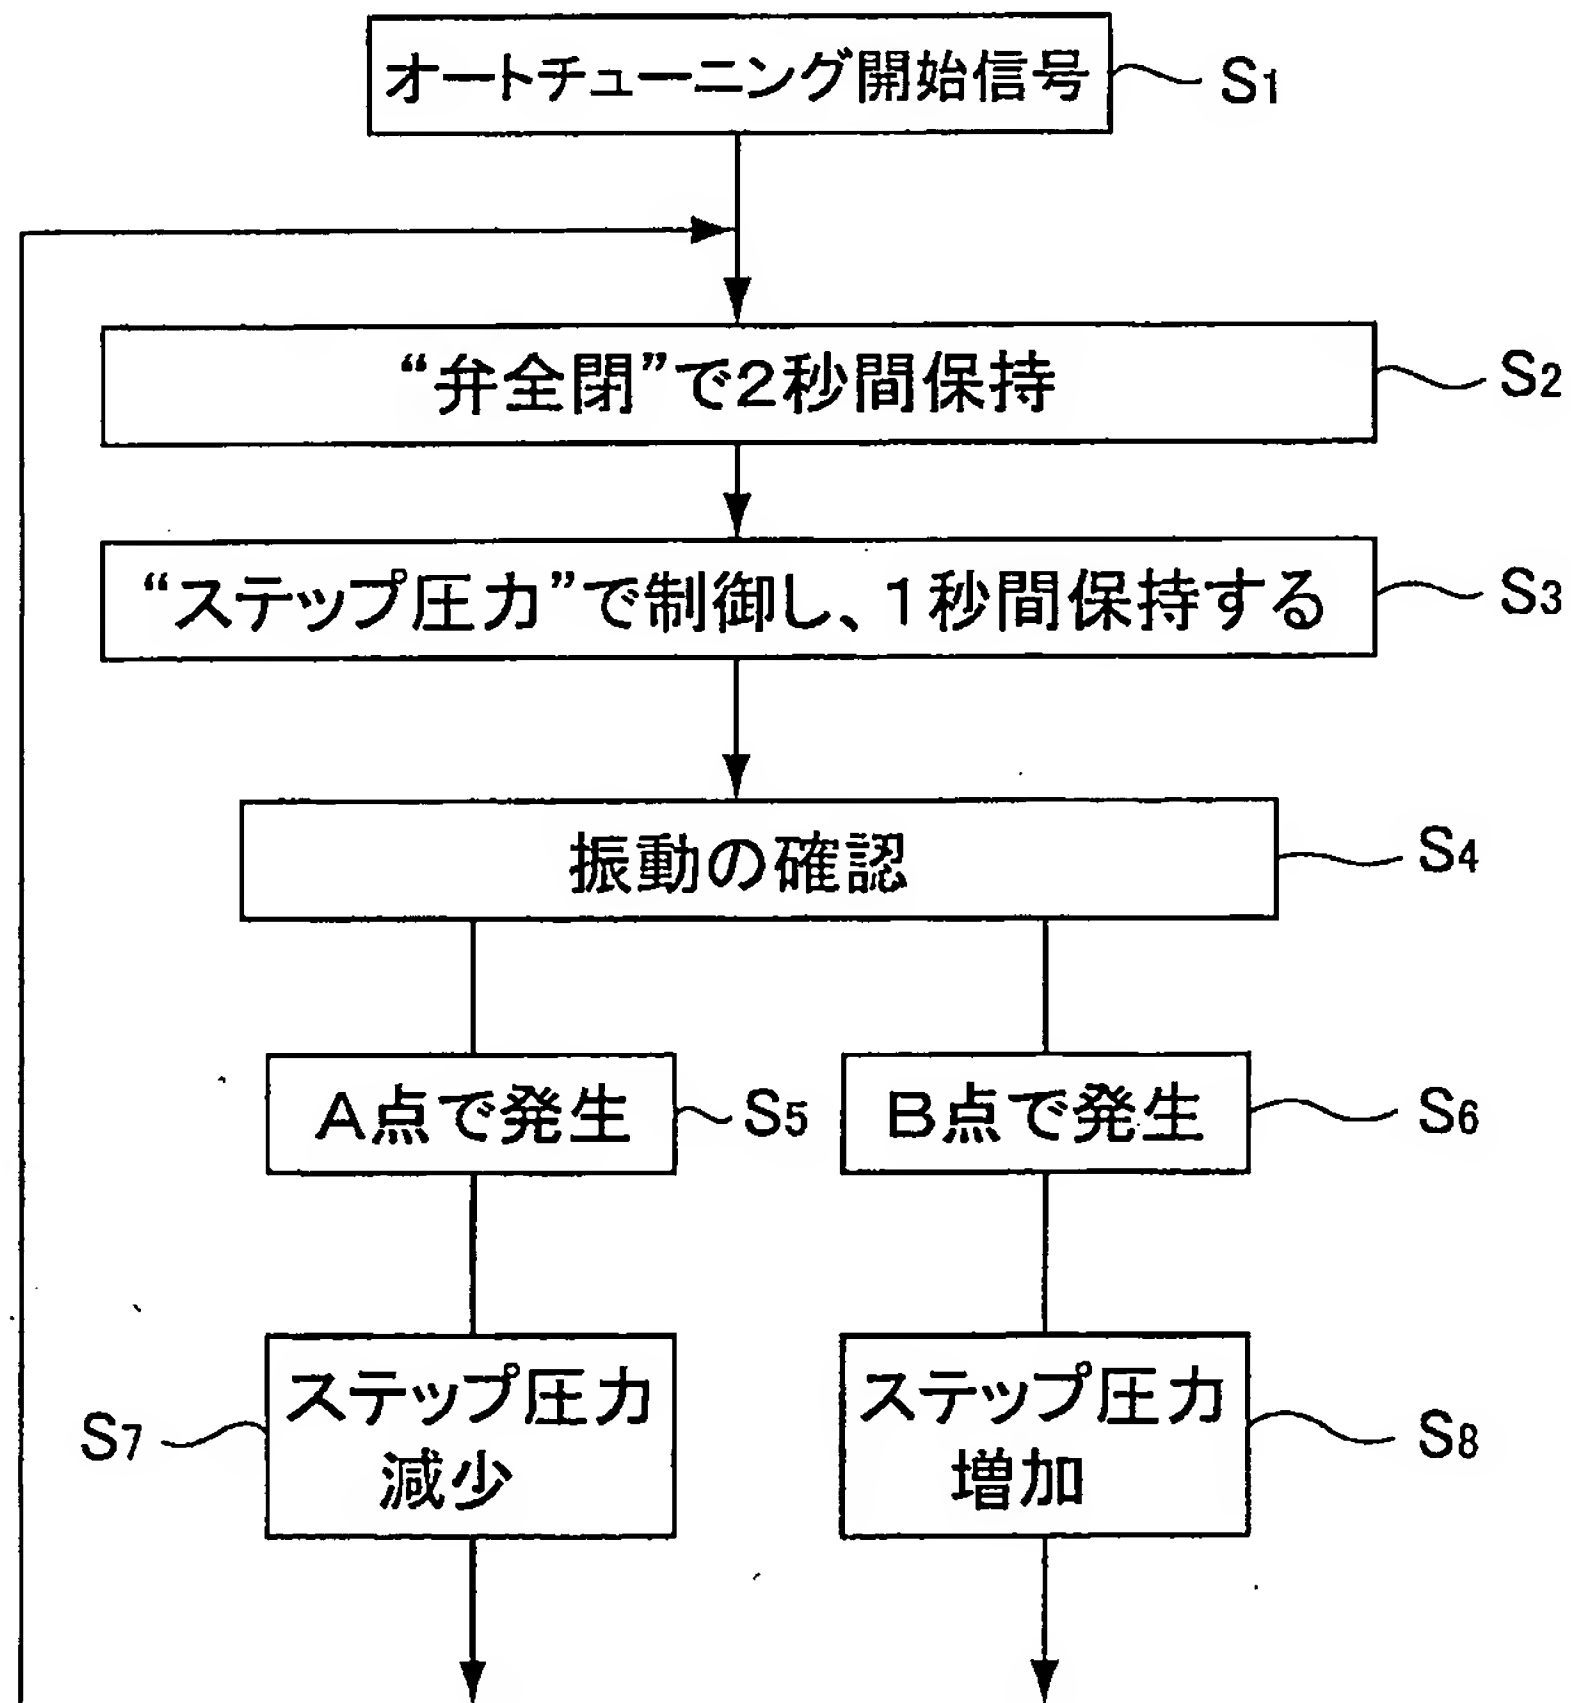 オートチューニング開始信号 S1
“弁全閉”で2秒間保持 S2
“ステップ圧力”で制御し、1秒間保持する S3
振動の確認 S4
A点で発生 S5
B点で発生 S6
S7
ステップ圧力
減少
ステップ圧力
増加
S8